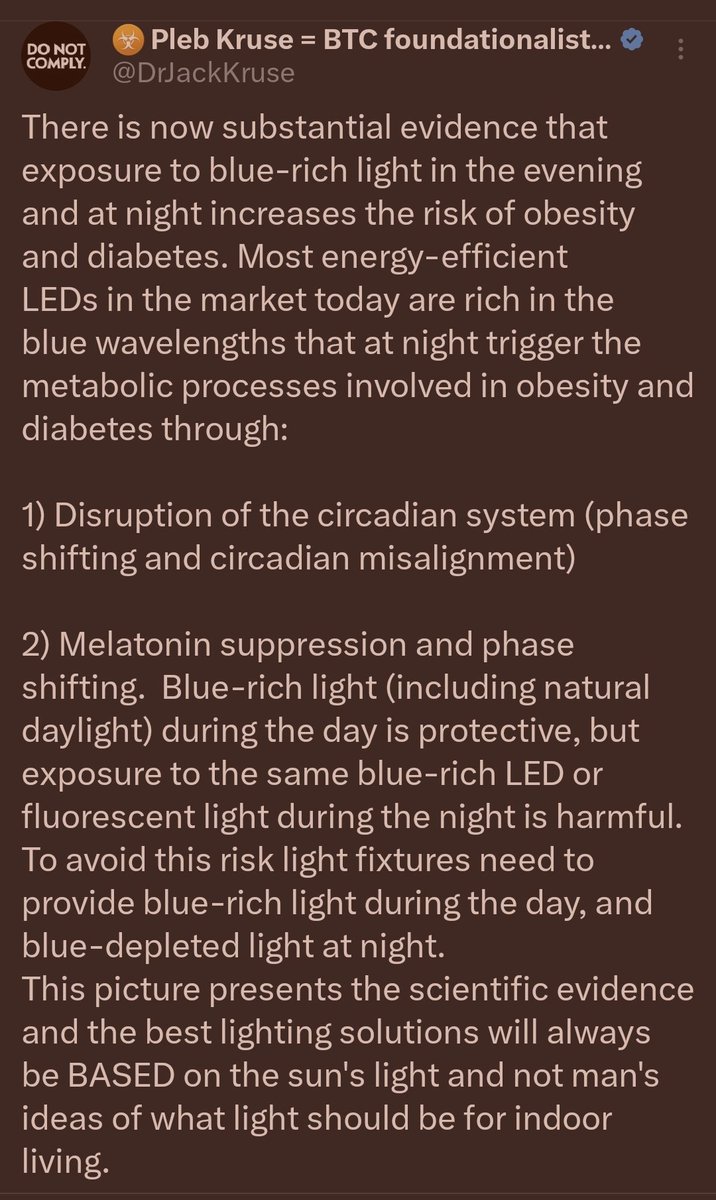 DO NOT
COMPLY.
Pleb Kruse = BTC foundationalist...
@DrJackKruse
There is now substantial evidence that
exposure to blue-rich light in the evening
and at night increases the risk of obesity
and diabetes. Most energy-efficient
LEDs in the market today are rich in the
blue wavelengths that at night trigger the
metabolic processes involved in obesity and
diabetes through:
1) Disruption of the circadian system (phase
shifting and circadian misalignment)
2) Melatonin suppression and phase
shifting.  Blue-rich light (including natural
daylight) during the day is protective, but
exposure to the same blue-rich LED or
fluorescent light during the night is harmful.
To avoid this risk light fixtures need to
provide blue-rich light during the day, and
blue-depleted light at night.
This picture presents the scientific evidence
and the best lighting solutions will always
be BASED on the sun's light and not man's
ideas of what light should be for indoor
living.